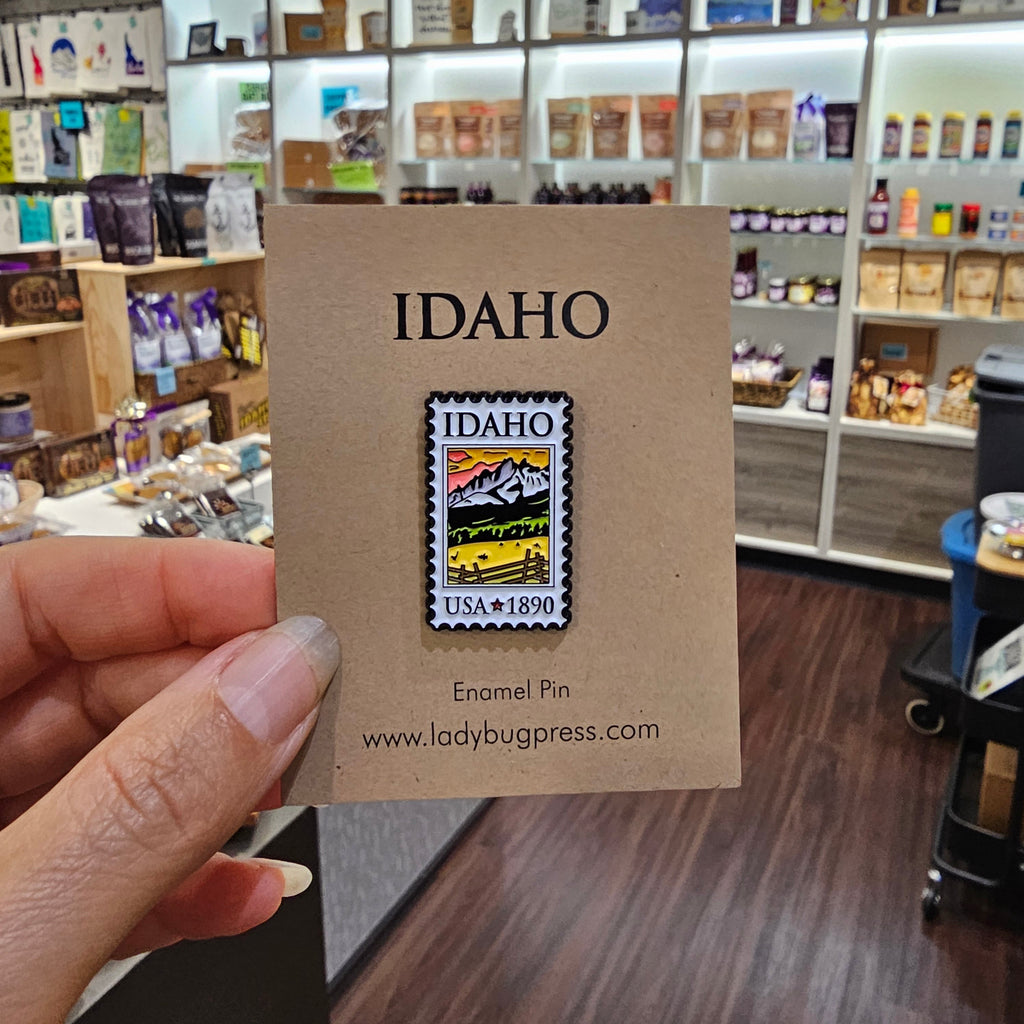 IDAHO
IDAHO
USA★1890
Enamel Pin
www.ladybugpress.com